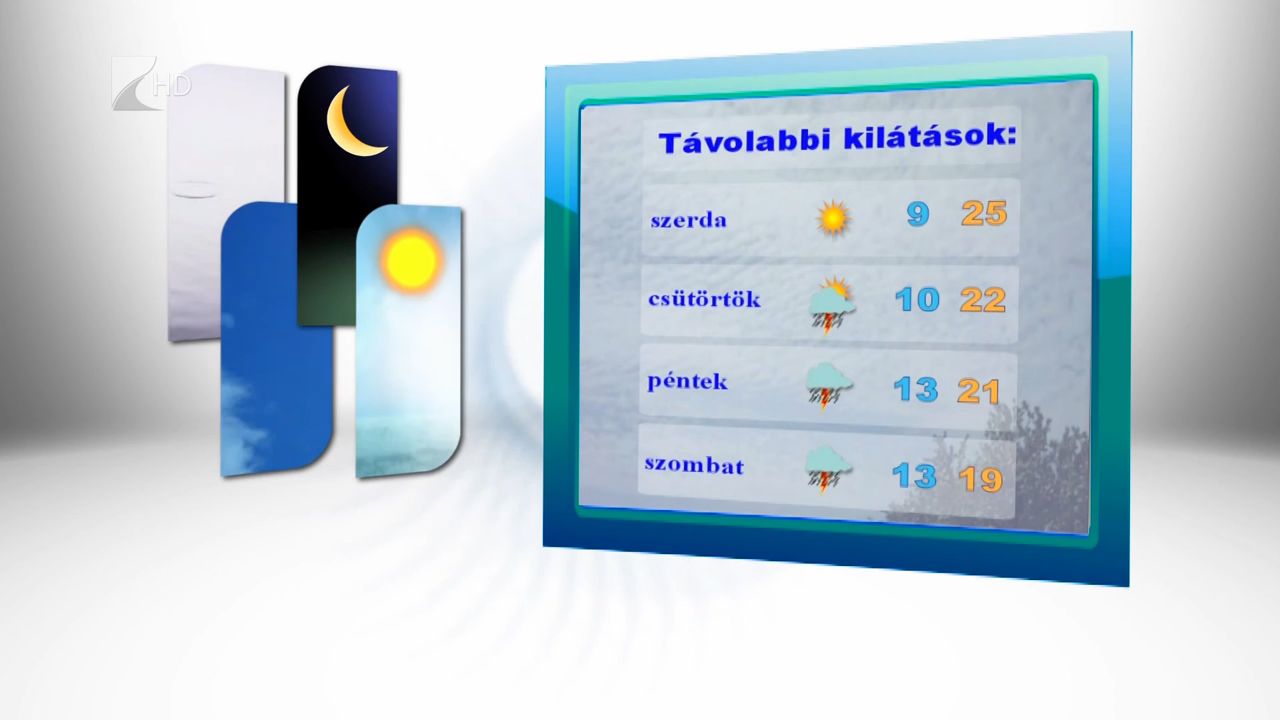 HD
Távolabbi kilátások:
szerda 9 25
csütörtök 10 22
péntek 13 21
szombat 13 19